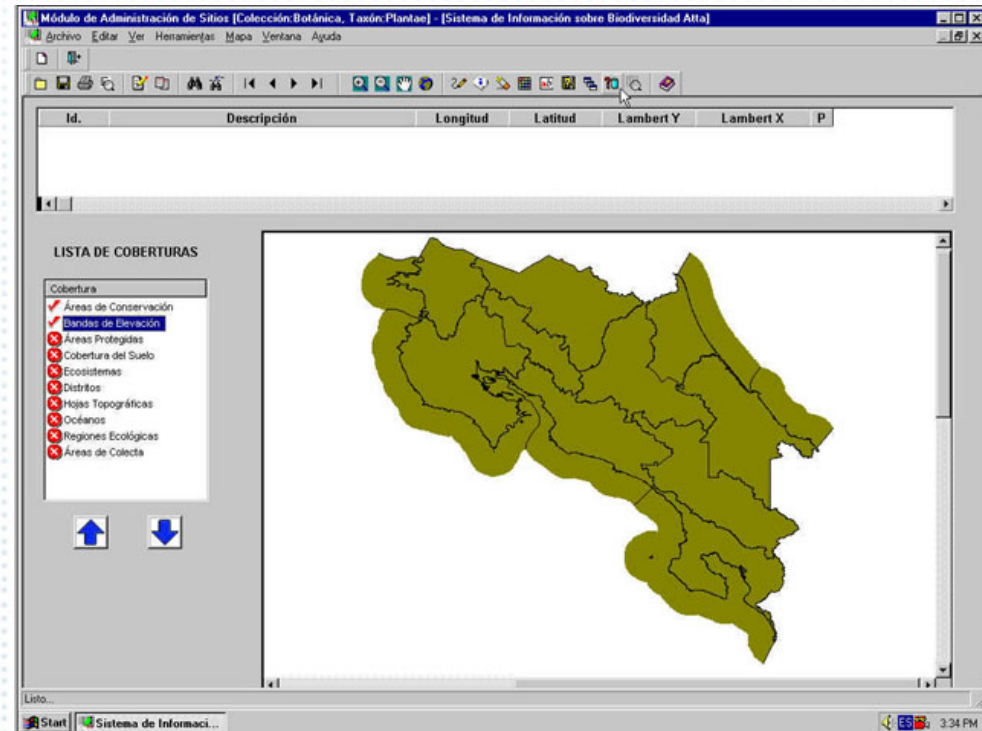 Módulo de Administración de Sitios [Colección:Botánica, Taxón:Plantae] - [Sistema de Información sobre Biodiversidad Atta]
Archivo Editar Ver Herramientas Mapa Ventana Ayuda
Id. Descripción Longitud Latitud Lambert Y Lambert X P
LISTA DE COBERTURAS
Cobertura
Áreas de Conservación
Bandas de Elevación
Áreas Protegidas
Cobertura del Suelo
Ecosistemas
Distritos
Hojas Topográficas
Océanos
Regiones Ecológicas
Áreas de Colecta
Listo...
Start Sistema de Informaci... ES 3:34 PM